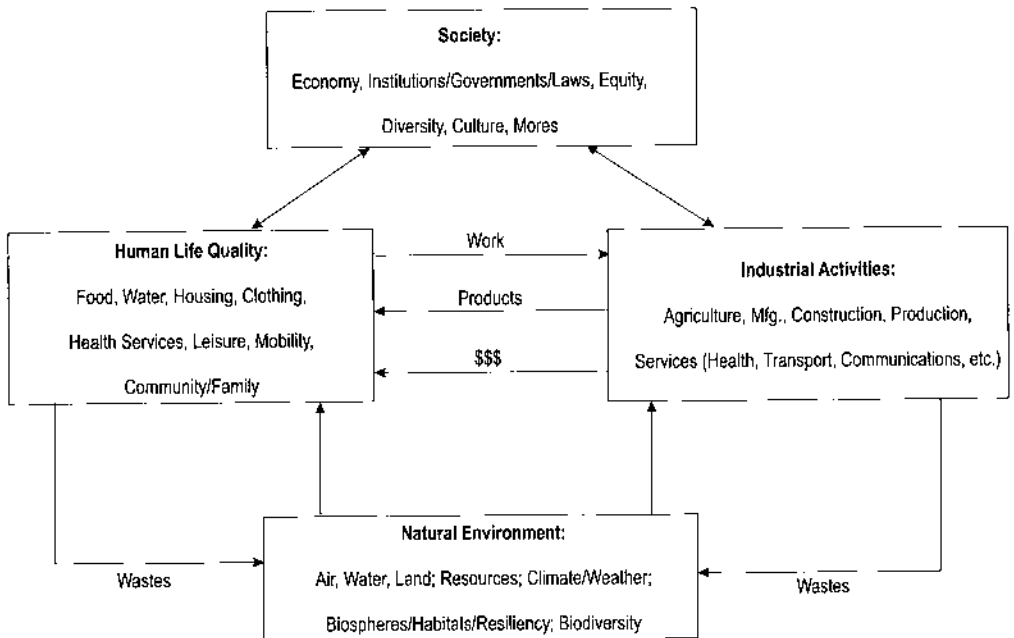 Society:
Economy, Institutions/Governments/Laws, Equity,
Diversity, Culture, Mores
Human Life Quality:
Food, Water, Housing, Clothing,
Health Services, Leisure, Mobility,
Community/Family
Work
Products
$$$
Industrial Activities:
Agriculture, Mfg., Construction, Production,
Services (Health, Transport, Communications, etc.)
Natural Environment:
Air, Water, Land; Resources; Climate/Weather;
Biospheres/Habitals/Resiliency; Biodiversity
Wastes
Wastes